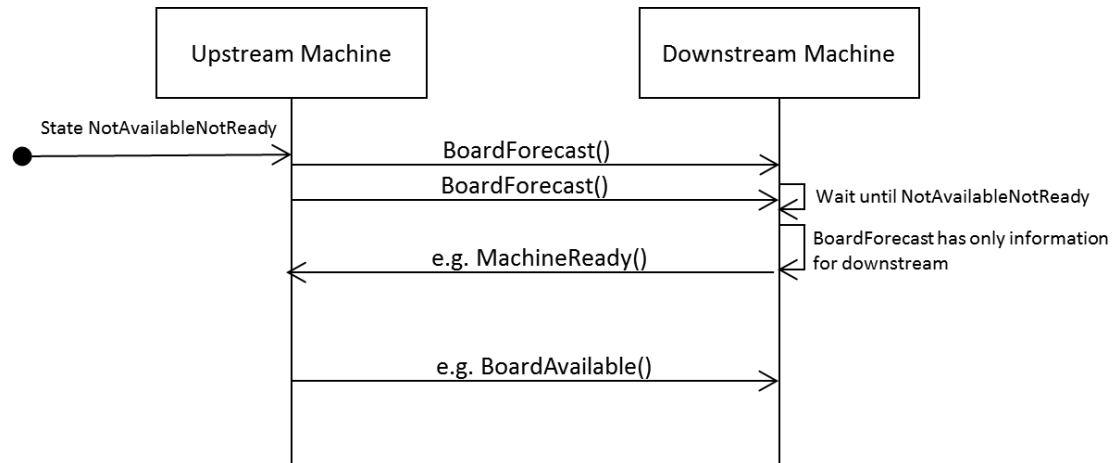 Upstream Machine
Downstream Machine
State NotAvailableNotReady
BoardForecast()
BoardForecast()
Wait until NotAvailableNotReady
BoardForecast has only information
for downstream
e.g. MachineReady()
e.g. BoardAvailable()